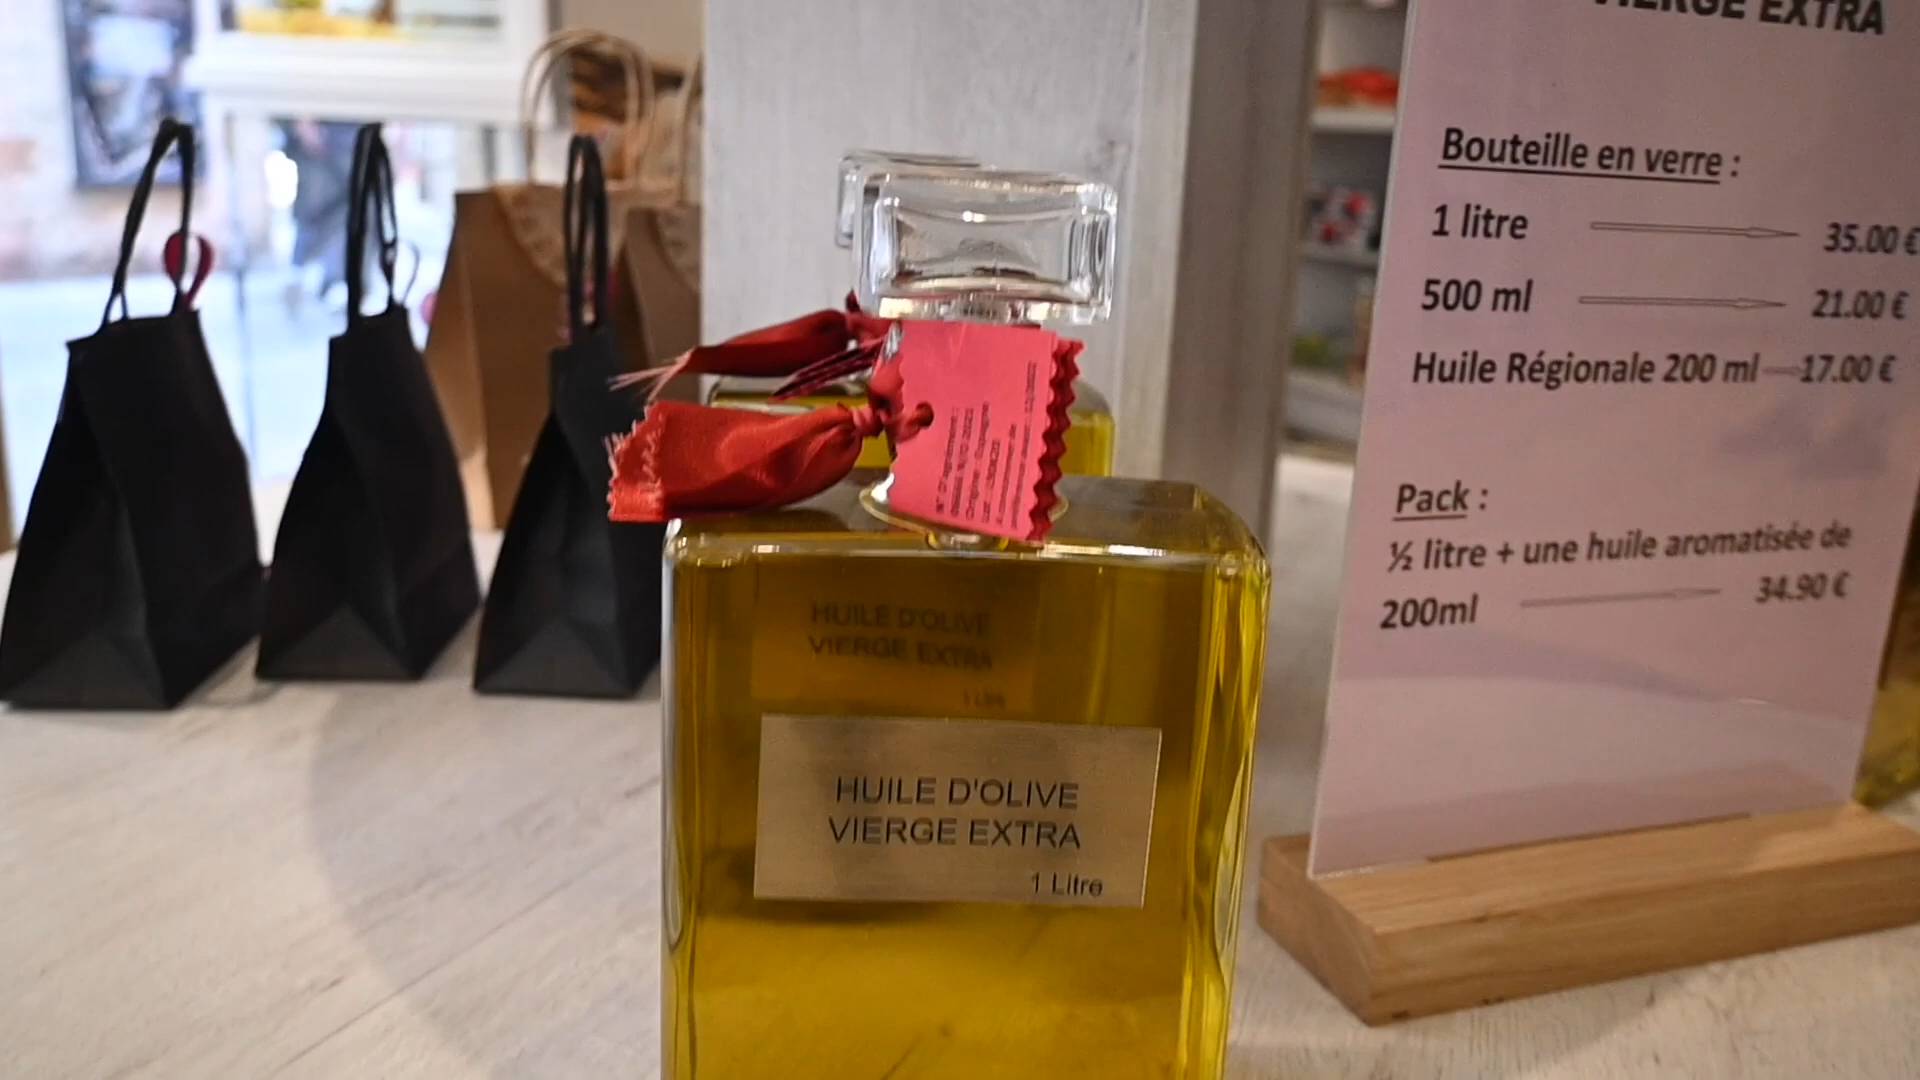 VIERGE EXTRA
Bouteille en verre :
1 litre 35.00 €
500 ml 21.00 €
Huile Régionale 200 ml 17.00 €
Pack :
½ litre + une huile aromatisée de
200ml 34.90 €
HUILE D'OLIVE
VIERGE EXTRA
1 Litre
HUILE D'OLIVE
VIERGE EXTRA
1 Litre